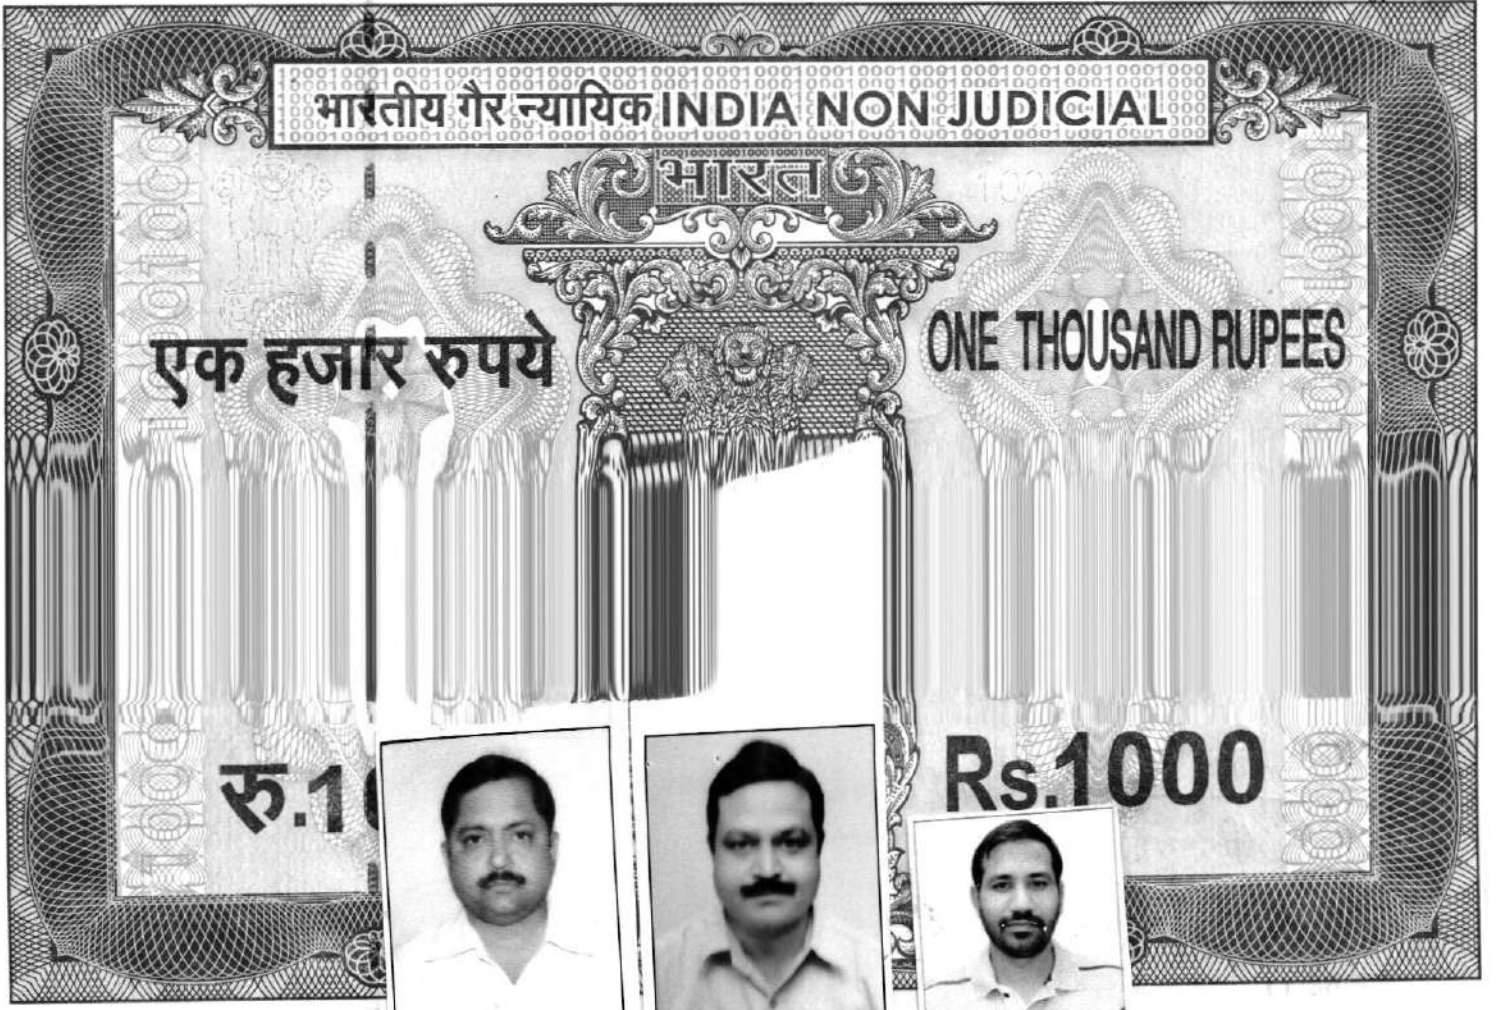 भारतीय गैर न्यायिक INDIA NON JUDICIAL
भारत
एक हजार रुपये
ONE THOUSAND RUPEES
Rs.1000